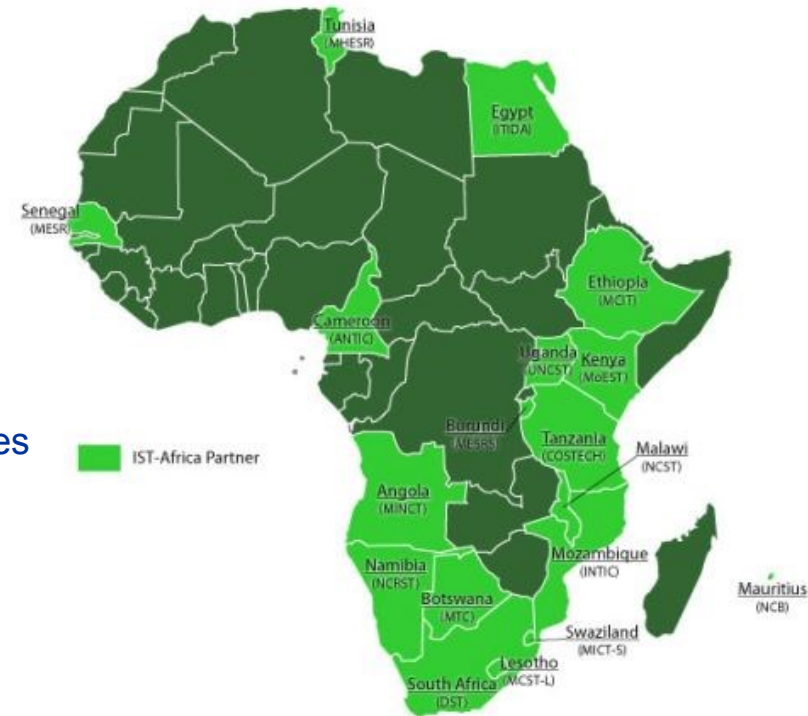 Tunisia
(MHESR)
Egypt
(ITIDA)
Senegal
(MESR)
Ethiopia
(MCIT)
Cameroon
(ANTIC)
Uganda
(UNCST)
Kenya
(MoEST)
Burundi
(MESRS)
Tanzania
(COSTECH)
Malawi
(NCST)
es
IST-Africa Partner
Angola
(MINCT)
Mozambique
(INTIC)
Namibia
(NCRST)
Botswana
(MTC)
Mauritius
(NCB)
Swaziland
(MICT-S)
Lesotho
(MCST-L)
South Africa
(DST)